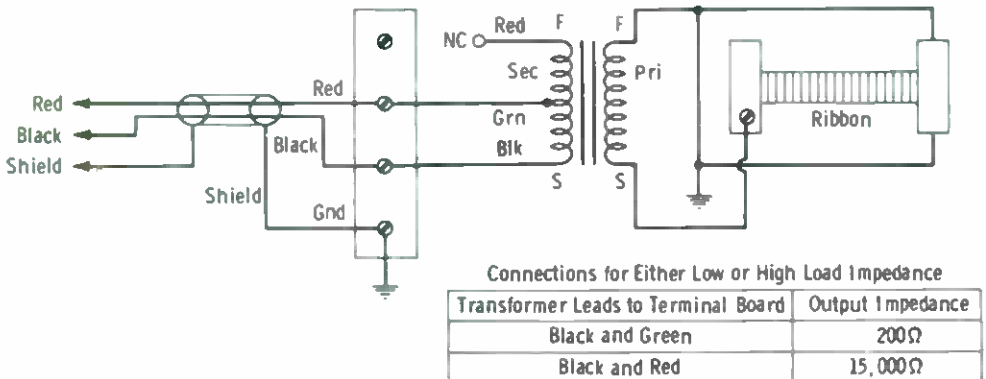 Red
F
F
NC
Sec
Pri
Red
Red
Grn
Ribbon
Black
Black
Blk
Shield
S
S
Shield
Gnd
Connections for Either Low or High Load Impedance
Transformer Leads to Terminal Board
Output Impedance
Black and Green
200Ω
Black and Red
15,000Ω